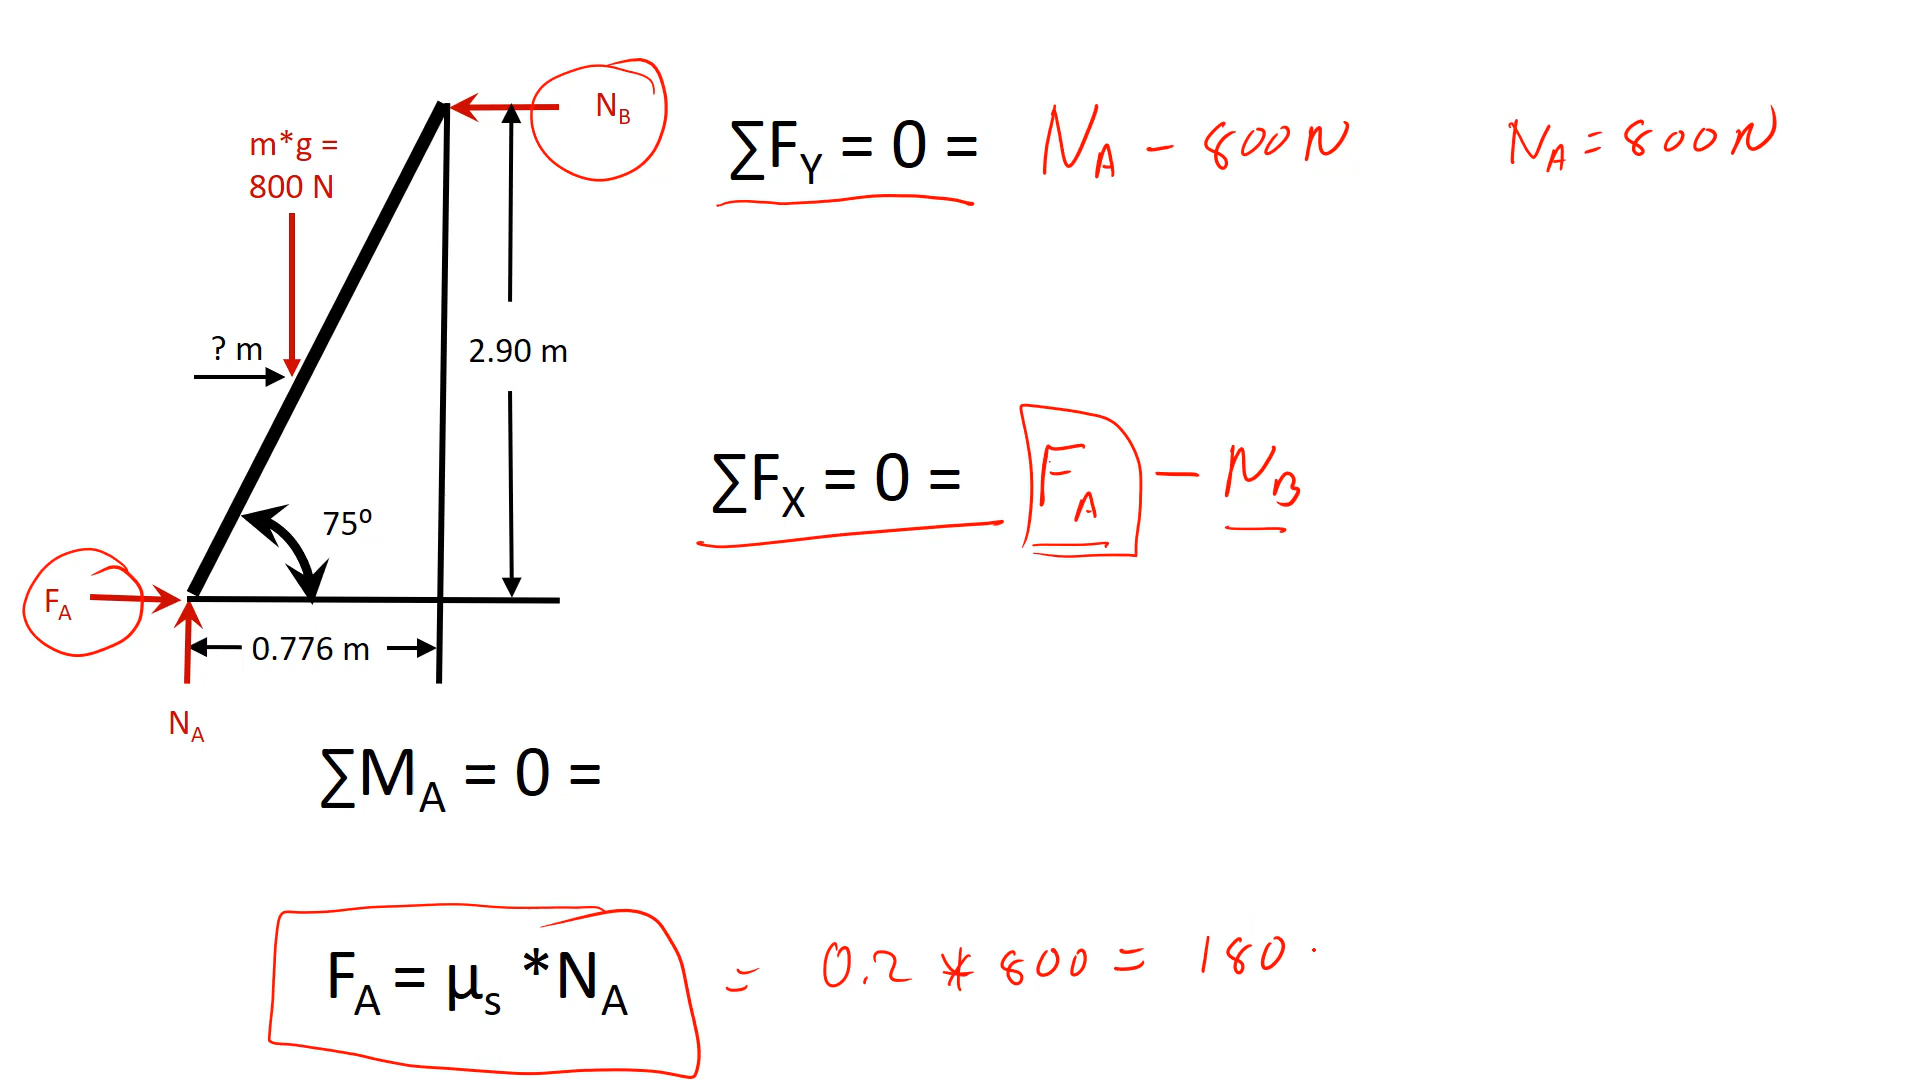 N_B
m*g =
800 N
∑F_Y = 0 = N_A - 800 N
N_A = 800 N
? m
2.90 m
∑F_X = 0 = F_A - N_B
75⁰
F_A
0.776 m
N_A
∑M_A = 0 =
F_A = μ_s *N_A = 0.2 * 800 = 180 .